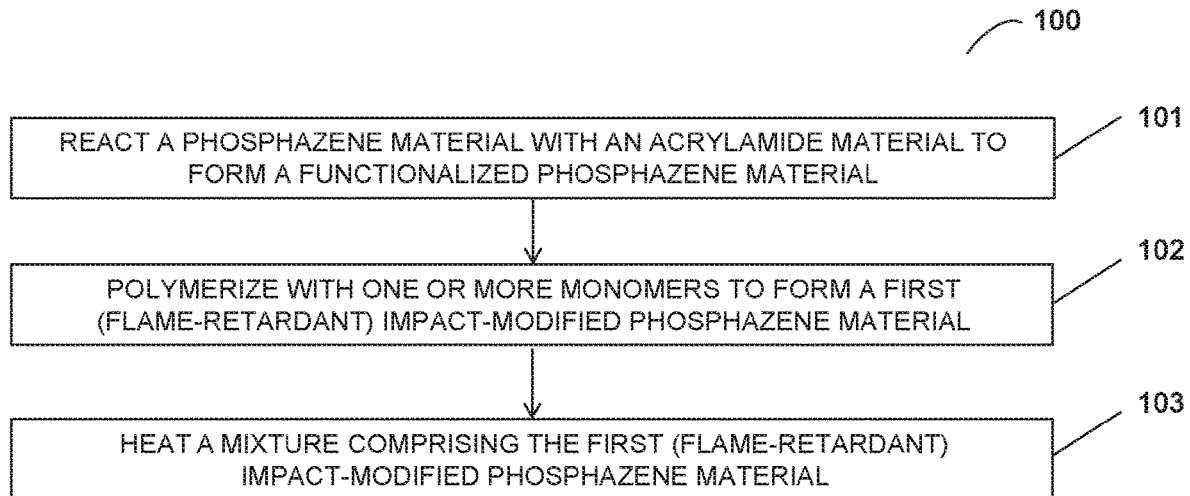 100
REACT A PHOSPHAZENE MATERIAL WITH AN ACRYLAMIDE MATERIAL TO
FORM A FUNCTIONALIZED PHOSPHAZENE MATERIAL
101
POLYMERIZE WITH ONE OR MORE MONOMERS TO FORM A FIRST
(FLAME-RETARDANT) IMPACT-MODIFIED PHOSPHAZENE MATERIAL
102
HEAT A MIXTURE COMPRISING THE FIRST (FLAME-RETARDANT)
IMPACT-MODIFIED PHOSPHAZENE MATERIAL
103